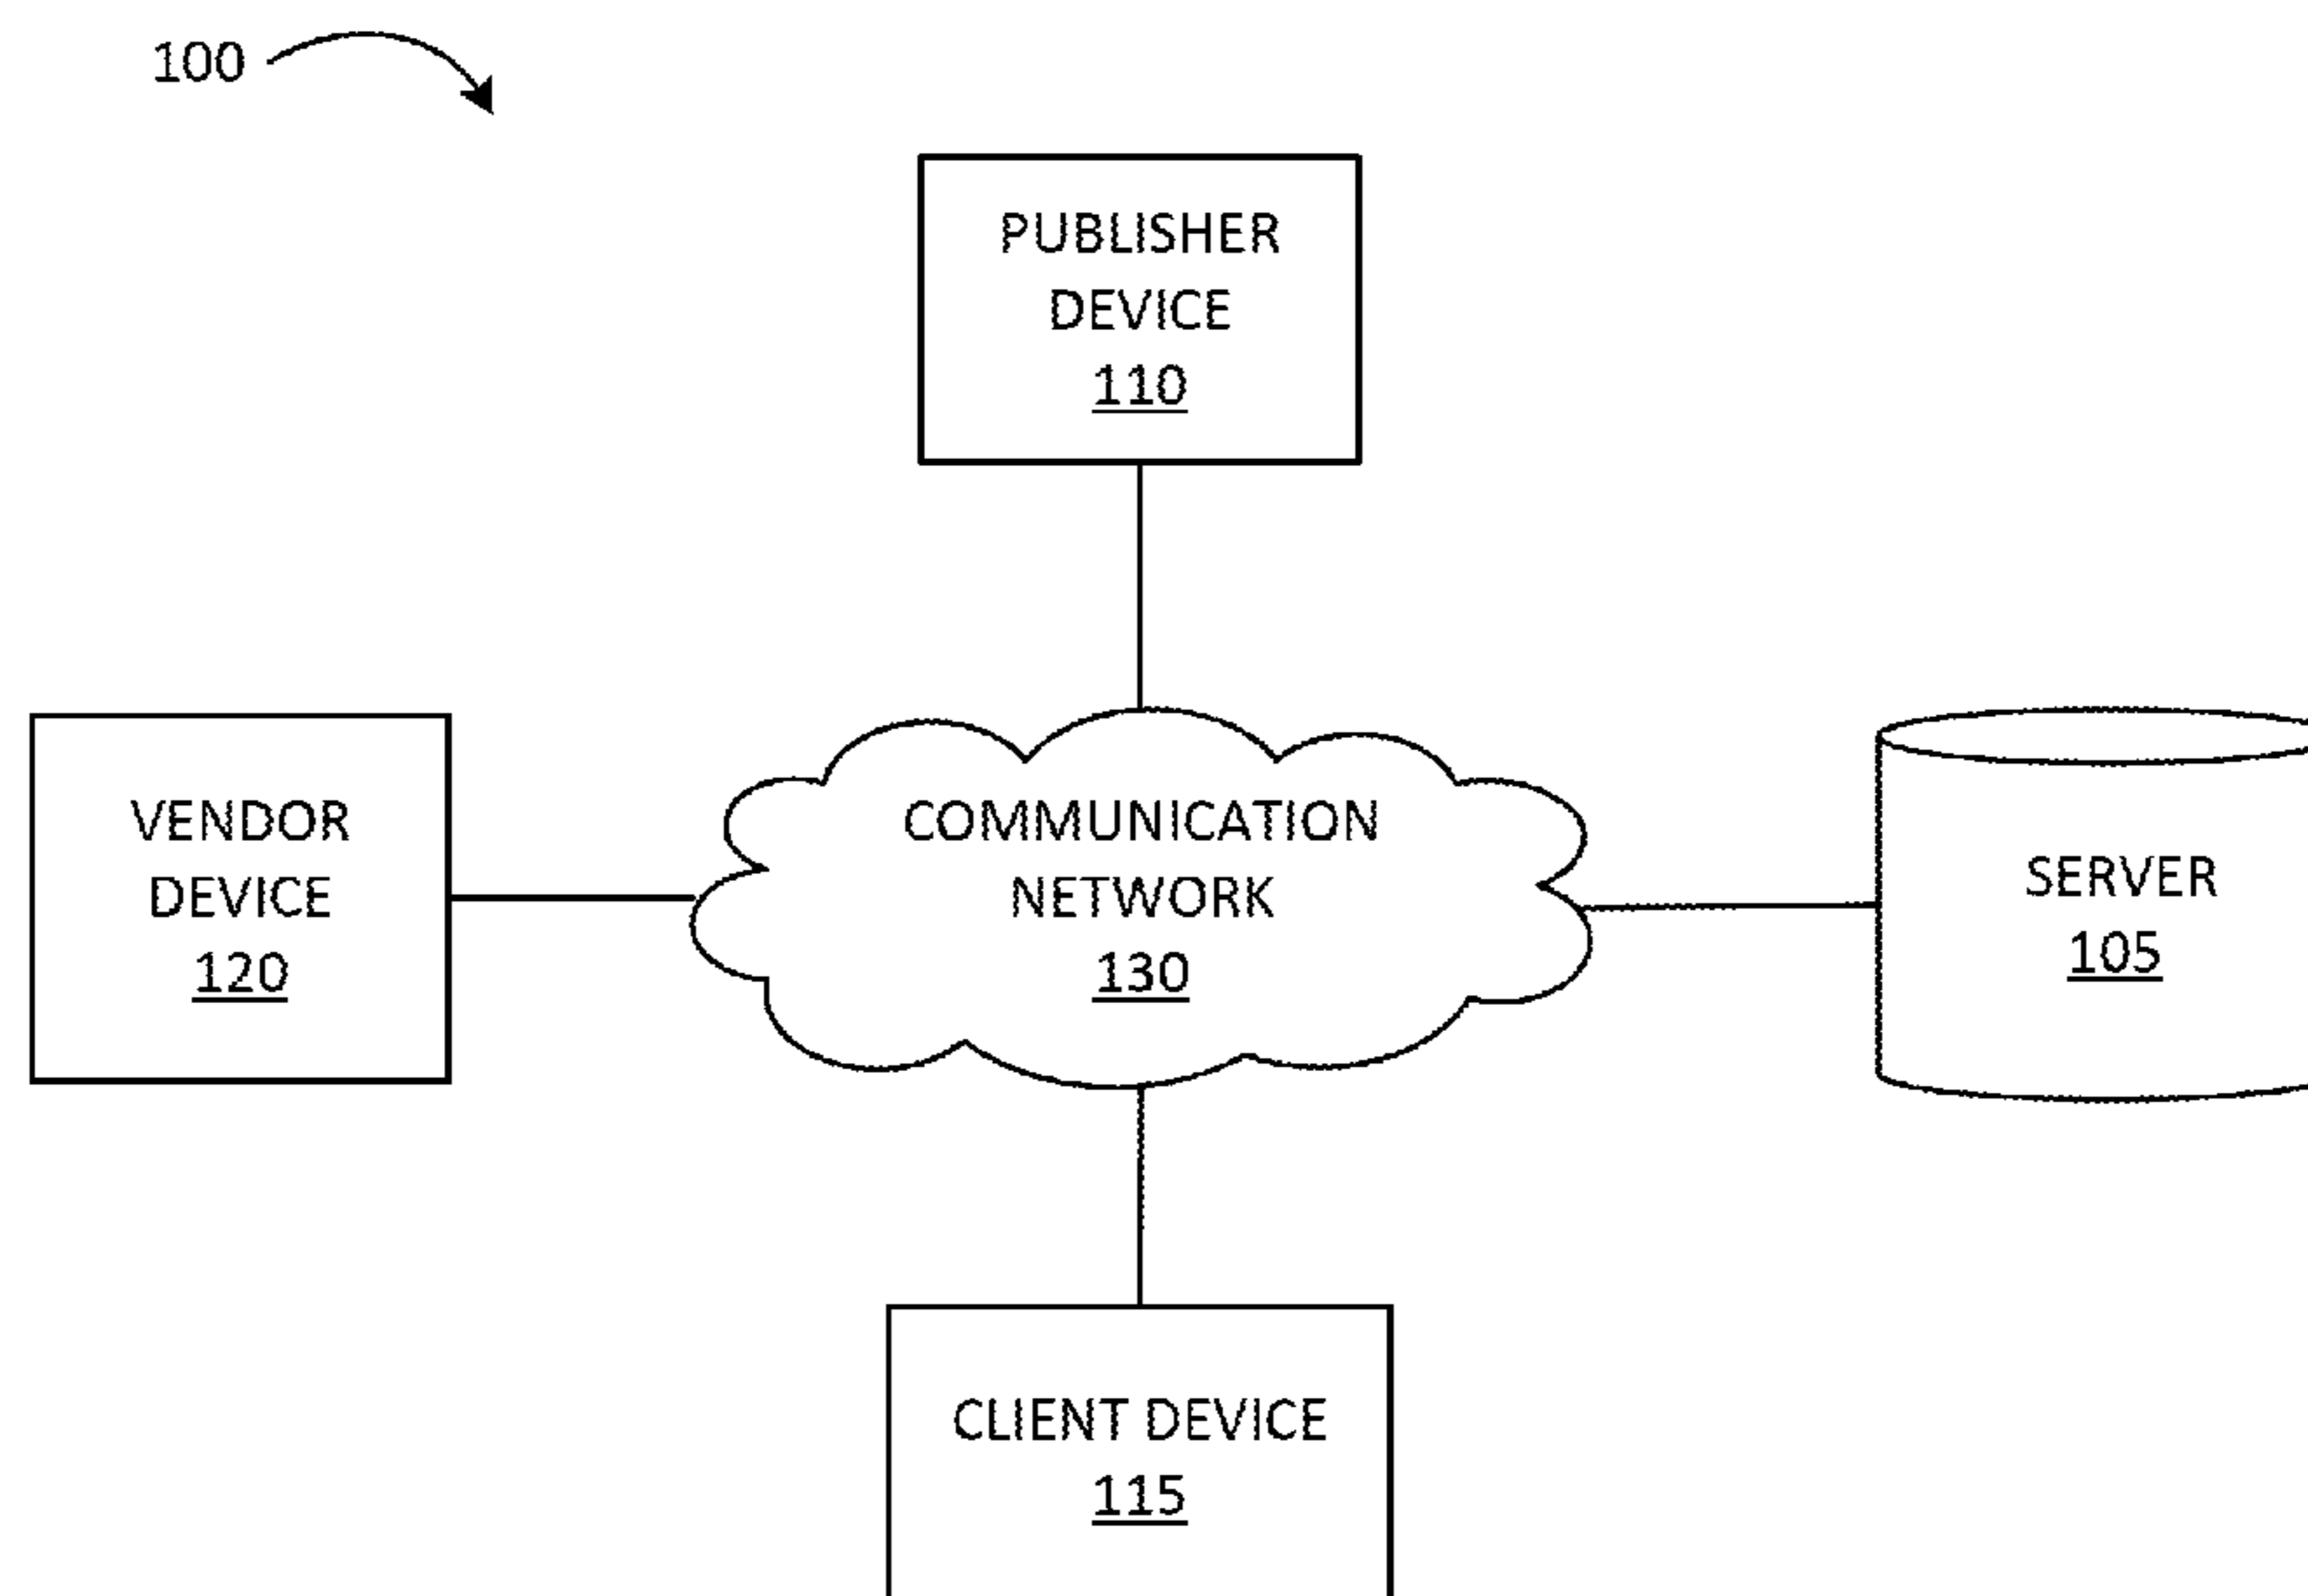 100
PUBLISHER
DEVICE
110
VENDOR
DEVICE
120
COMMUNICATION
NETWORK
130
SERVER
105
CLIENT DEVICE
115